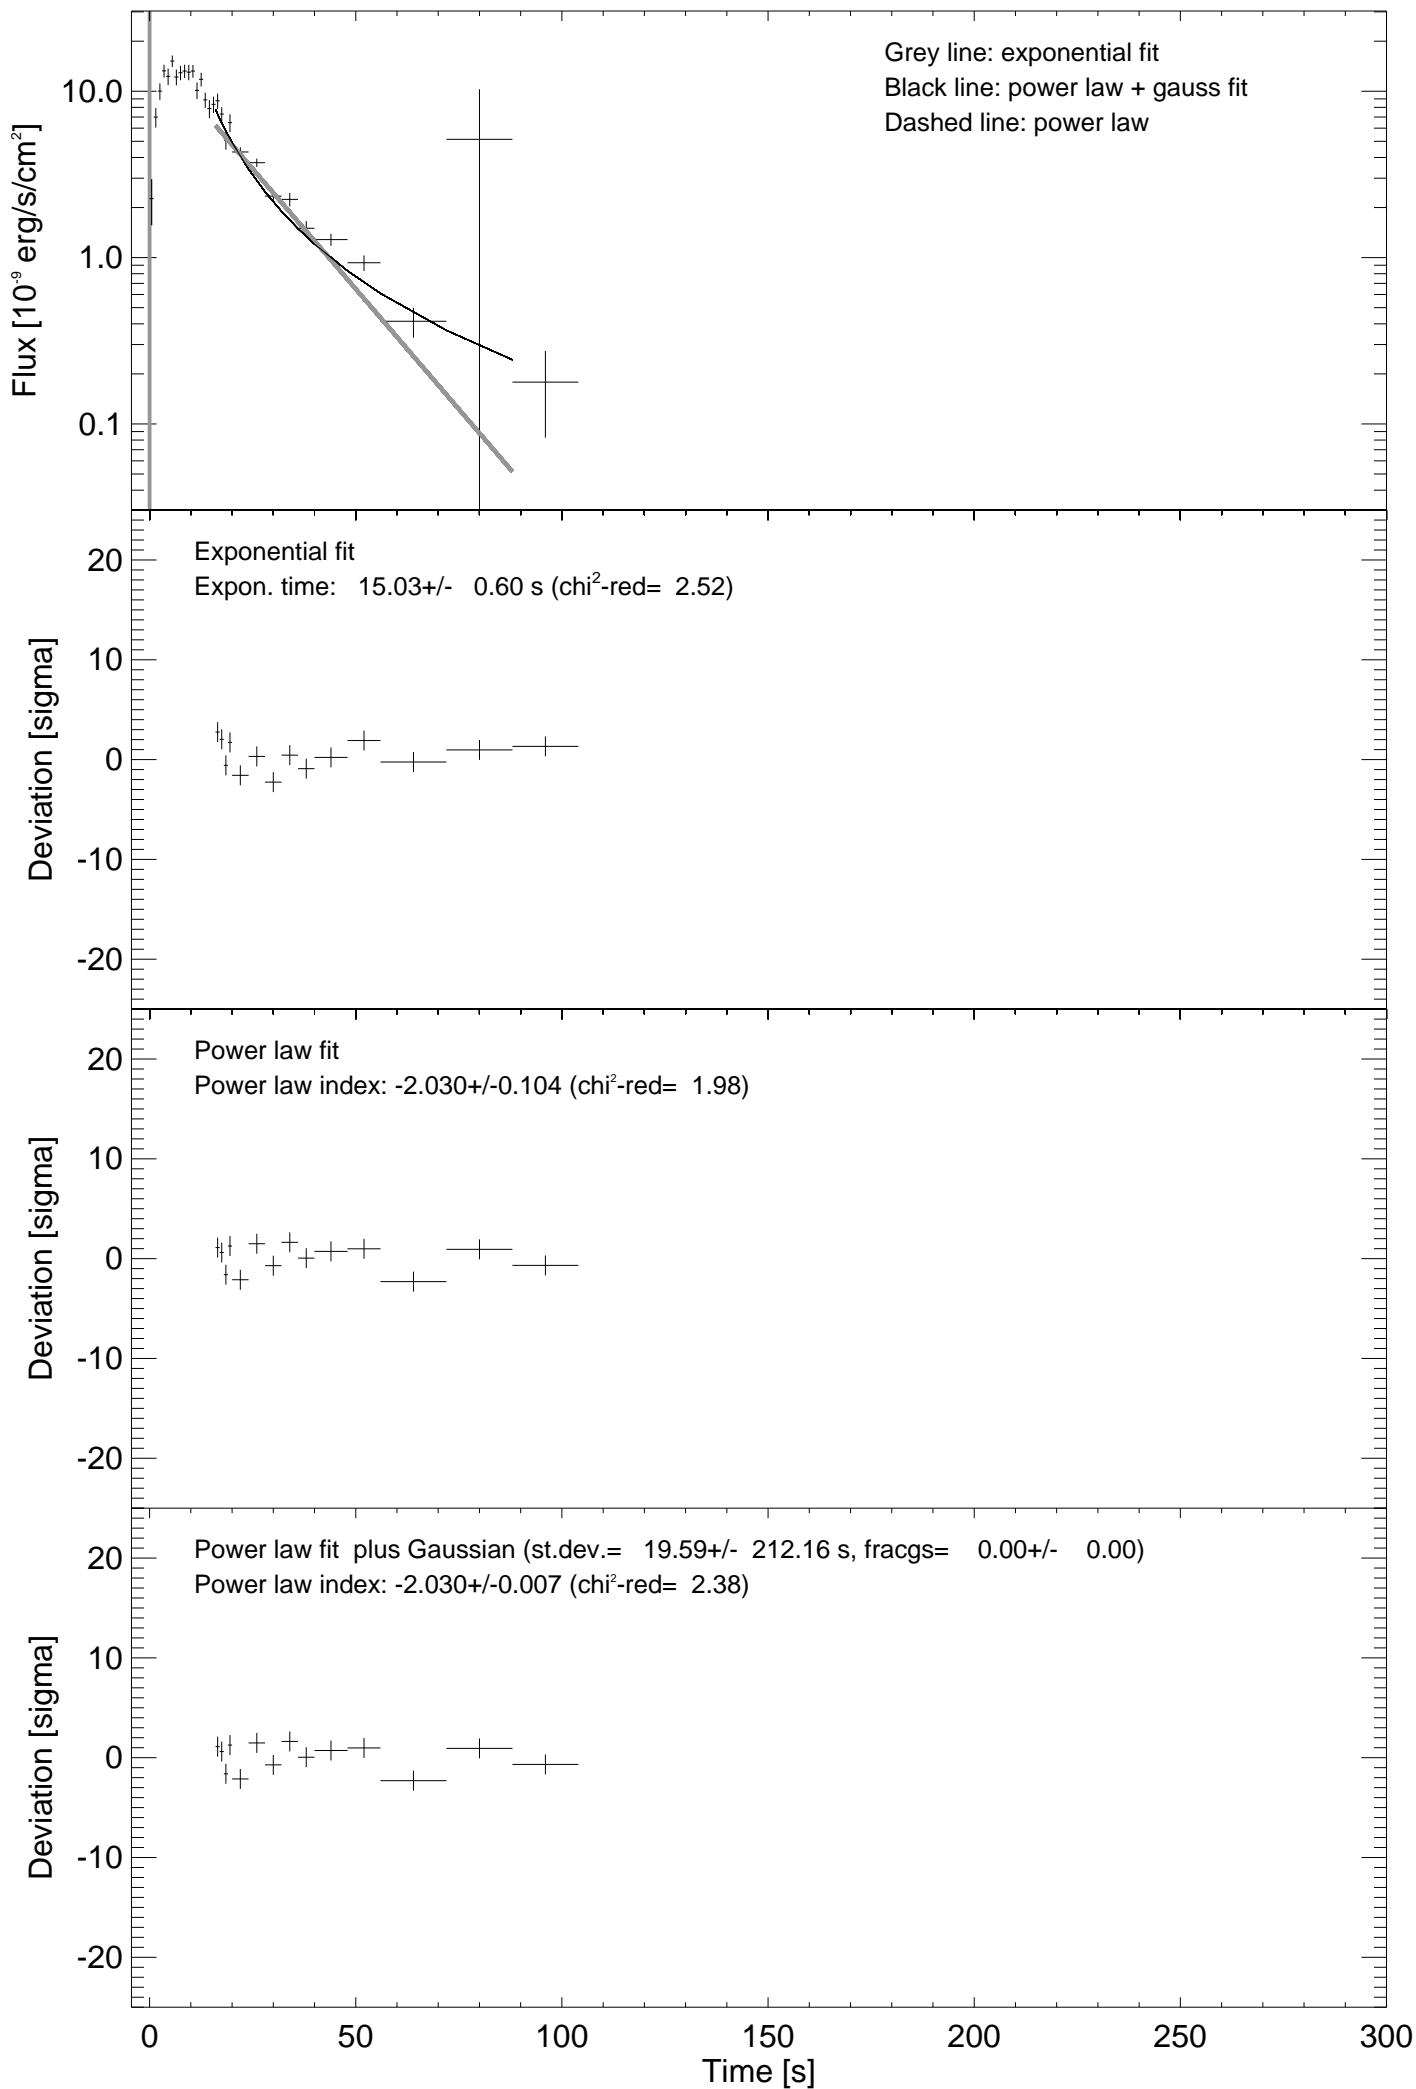 Grey line: exponential fit
Black line: power law + gauss fit
Dashed line: power law
10.0
1.0
0.1
Flux [10⁻⁹ erg/s/cm²]
Exponential fit
Expon. time: 15.03+/- 0.60 s (chi²-red= 2.52)
20
10
0
-10
-20
Deviation [sigma]
Power law fit
Power law index: -2.030+/-0.104 (chi²-red= 1.98)
20
10
0
-10
-20
Deviation [sigma]
Power law fit plus Gaussian (st.dev.= 19.59+/- 212.16 s, fracgs= 0.00+/- 0.00)
Power law index: -2.030+/-0.007 (chi²-red= 2.38)
20
10
0
-10
-20
Deviation [sigma]
0 50 100 150 200 250 300
Time [s]